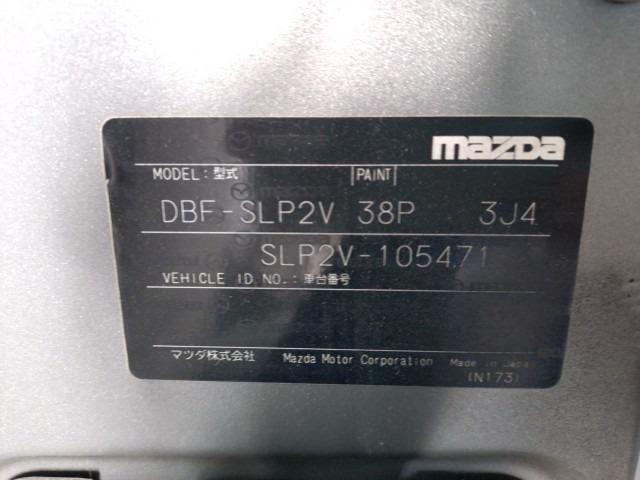 mazda
MODEL:型式 PAINT
DBF-SLP2V 38P 3J4
SLP2V-105471
VEHICLE ID NO.:車台番号
マツダ株式会社 Mazda Motor Corporation Made in Japan
(N173)